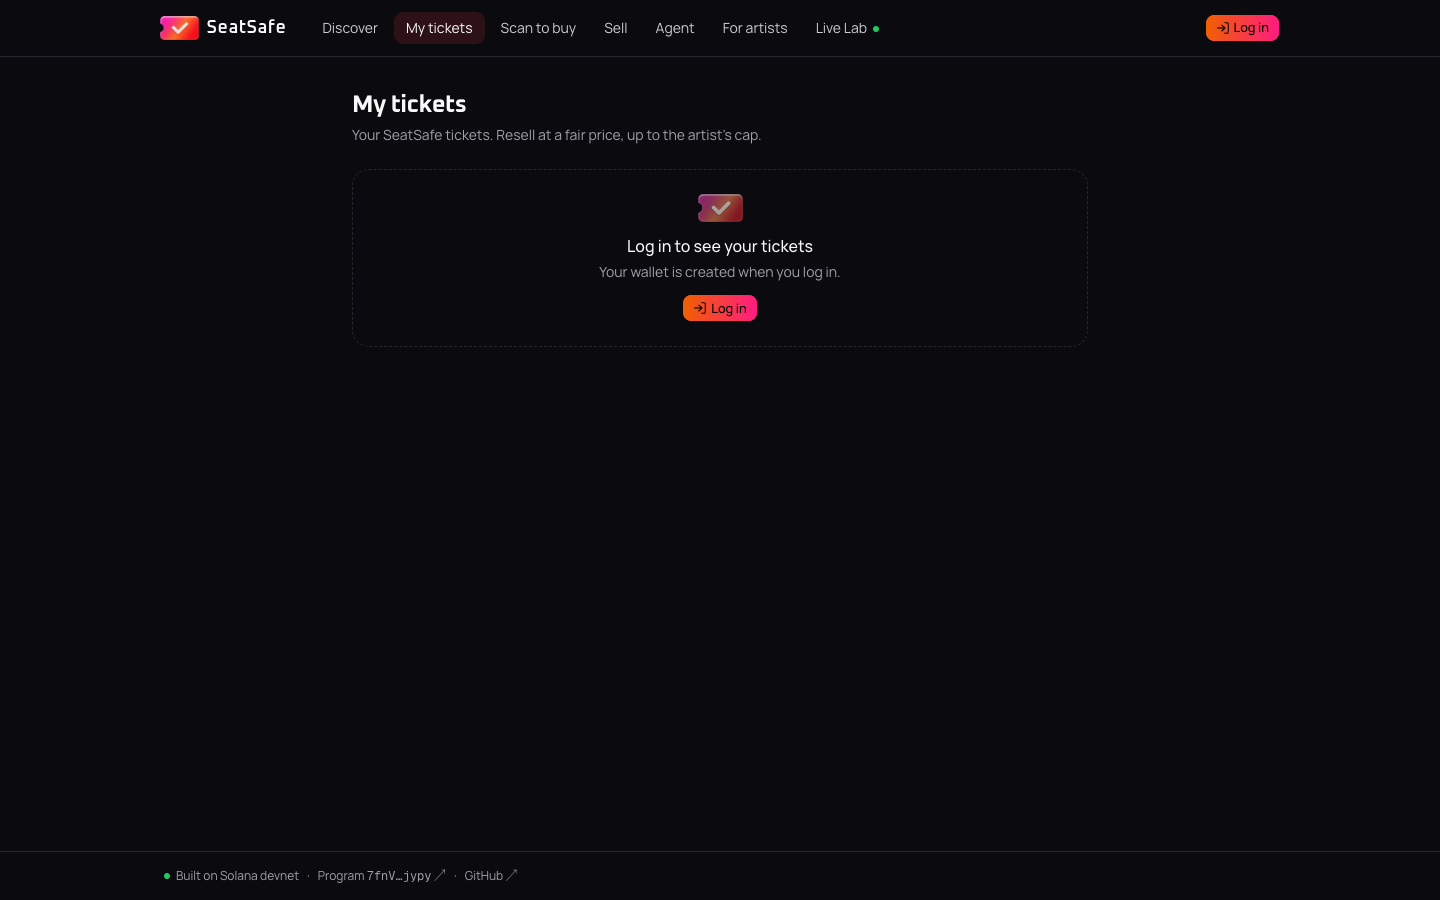 SeatSafe
Discover
My tickets
Scan to buy
Sell
Agent
For artists
Live Lab
Log in
My tickets
Your SeatSafe tickets. Resell at a fair price, up to the artist's cap.
Log in to see your tickets
Your wallet is created when you log in.
Log in
Built on Solana devnet · Program 7fnV…jypy ↗ · GitHub ↗